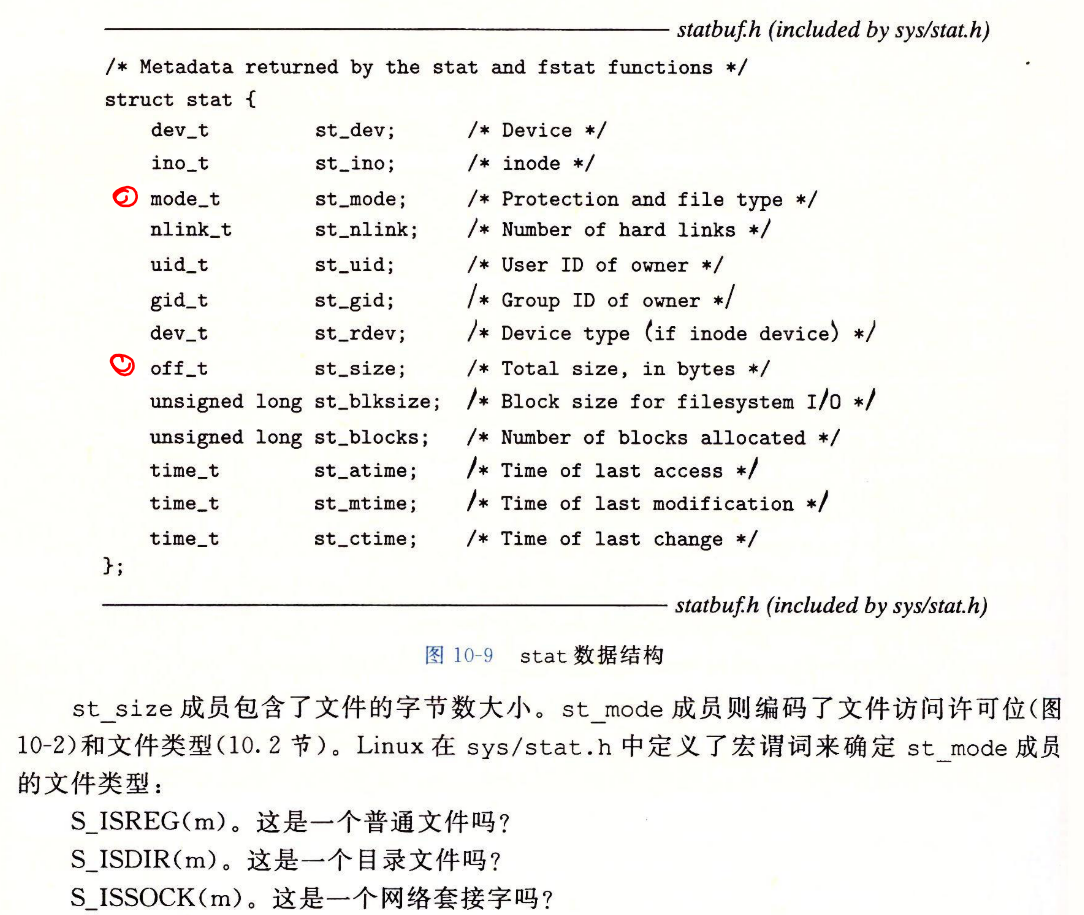 statbuf.h (included by sys/stat.h)
/* Metadata returned by the stat and fstat functions */
struct stat {
dev_t st_dev; /* Device */
ino_t st_ino; /* inode */
mode_t st_mode; /* Protection and file type */
nlink_t st_nlink; /* Number of hard links */
uid_t st_uid; /* User ID of owner */
gid_t st_gid; /* Group ID of owner */
dev_t st_rdev; /* Device type (if inode device) */
off_t st_size; /* Total size, in bytes */
unsigned long st_blksize; /* Block size for filesystem I/O */
unsigned long st_blocks; /* Number of blocks allocated */
time_t st_atime; /* Time of last access */
time_t st_mtime; /* Time of last modification */
time_t st_ctime; /* Time of last change */
};
statbuf.h (included by sys/stat.h)
图 10-9 stat 数据结构
st_size 成员包含了文件的字节数大小。st_mode 成员则编码了文件访问许可位(图
10-2)和文件类型(10.2 节)。Linux 在 sys/stat.h 中定义了宏谓词来确定 st_mode 成员
的文件类型：
S_ISREG(m)。这是一个普通文件吗?
S_ISDIR(m)。这是一个目录文件吗?
S_ISSOCK(m)。这是一个网络套接字吗?